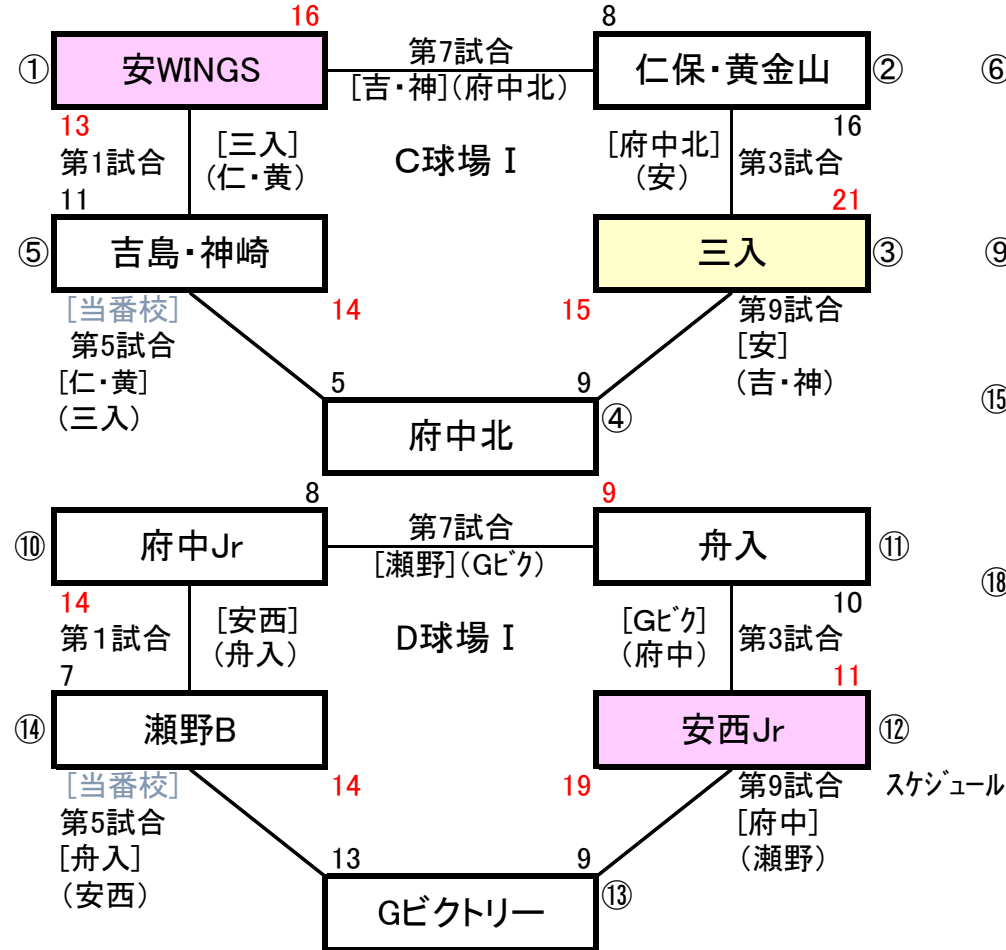 16 8
① 安WINGS 第7試合 仁保・黄金山 ② ⑥
[吉・神](府中北)
13 16
第1試合 [三入] C球場Ⅰ [府中北] 第3試合
(仁・黄) (安)
11 21
⑤ 吉島・神崎 三入 ③ ⑨
[当番校] 14 15 第9試合
第5試合 [安]
[仁・黄] 5 9 (吉・神)
(三入) ⑮
府中北 ④
8 9
⑩ 府中Jr 第7試合 舟入 ⑪
[瀬野](Gビク) ⑱
14 10
第1試合 [安西] D球場Ⅰ [Gビク] 第3試合
(舟入) (府中)
7 11
⑭ 瀬野B 安西Jr ⑫
[当番校] 14 19 第9試合 スケジュール
第5試合 [府中]
[舟入] 13 9 (瀬野)
(安西)
Gビクトリー ⑬